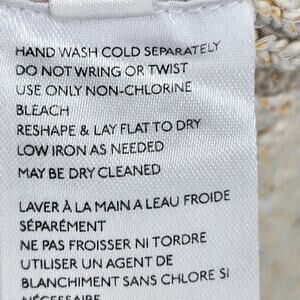 HAND WASH COLD SEPARATELY
DO NOT WRING OR TWIST
USE ONLY NON-CHLORINE
BLEACH
RESHAPE & LAY FLAT TO DRY
LOW IRON AS NEEDED
MAY BE DRY CLEANED
LAVER À LA MAIN A LEAU FROIDE
SÉPARÉMENT
NE PAS FROISSER NI TORDRE
UTILISER UN AGENT DE
BLANCHIMENT SANS CHLORE SI
NÉCESSAIRE